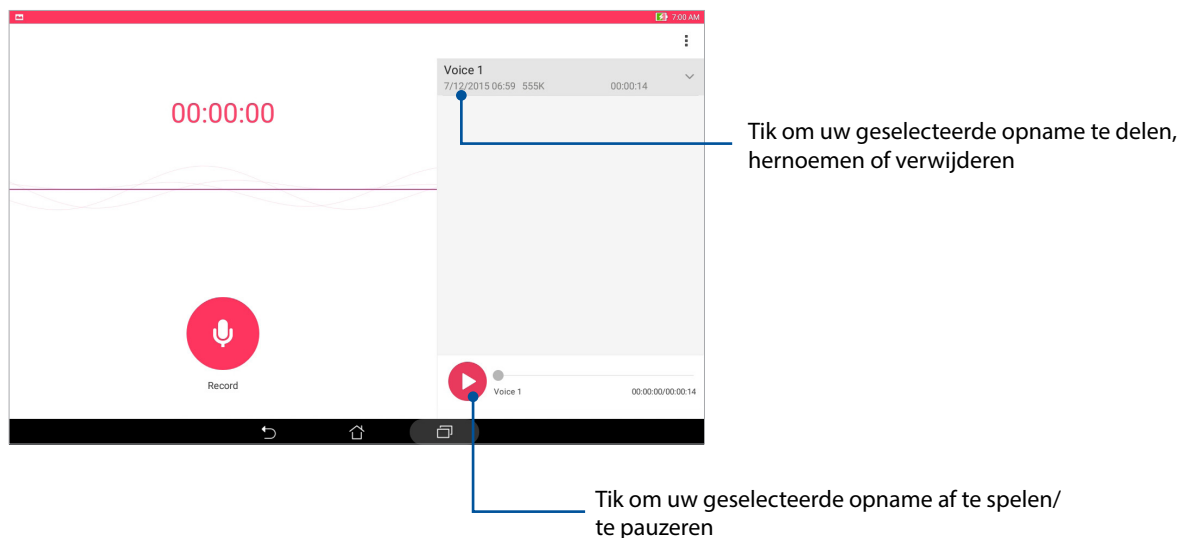 7:00 AM
Voice 1
7/12/2015 06:59 555K 00:00:14
00:00:00
Tik om uw geselecteerde opname te delen,
hernoemen of verwijderen
Record
Voice 1 00:00:00/00:00:14
Tik om uw geselecteerde opname af te spelen/
te pauzeren